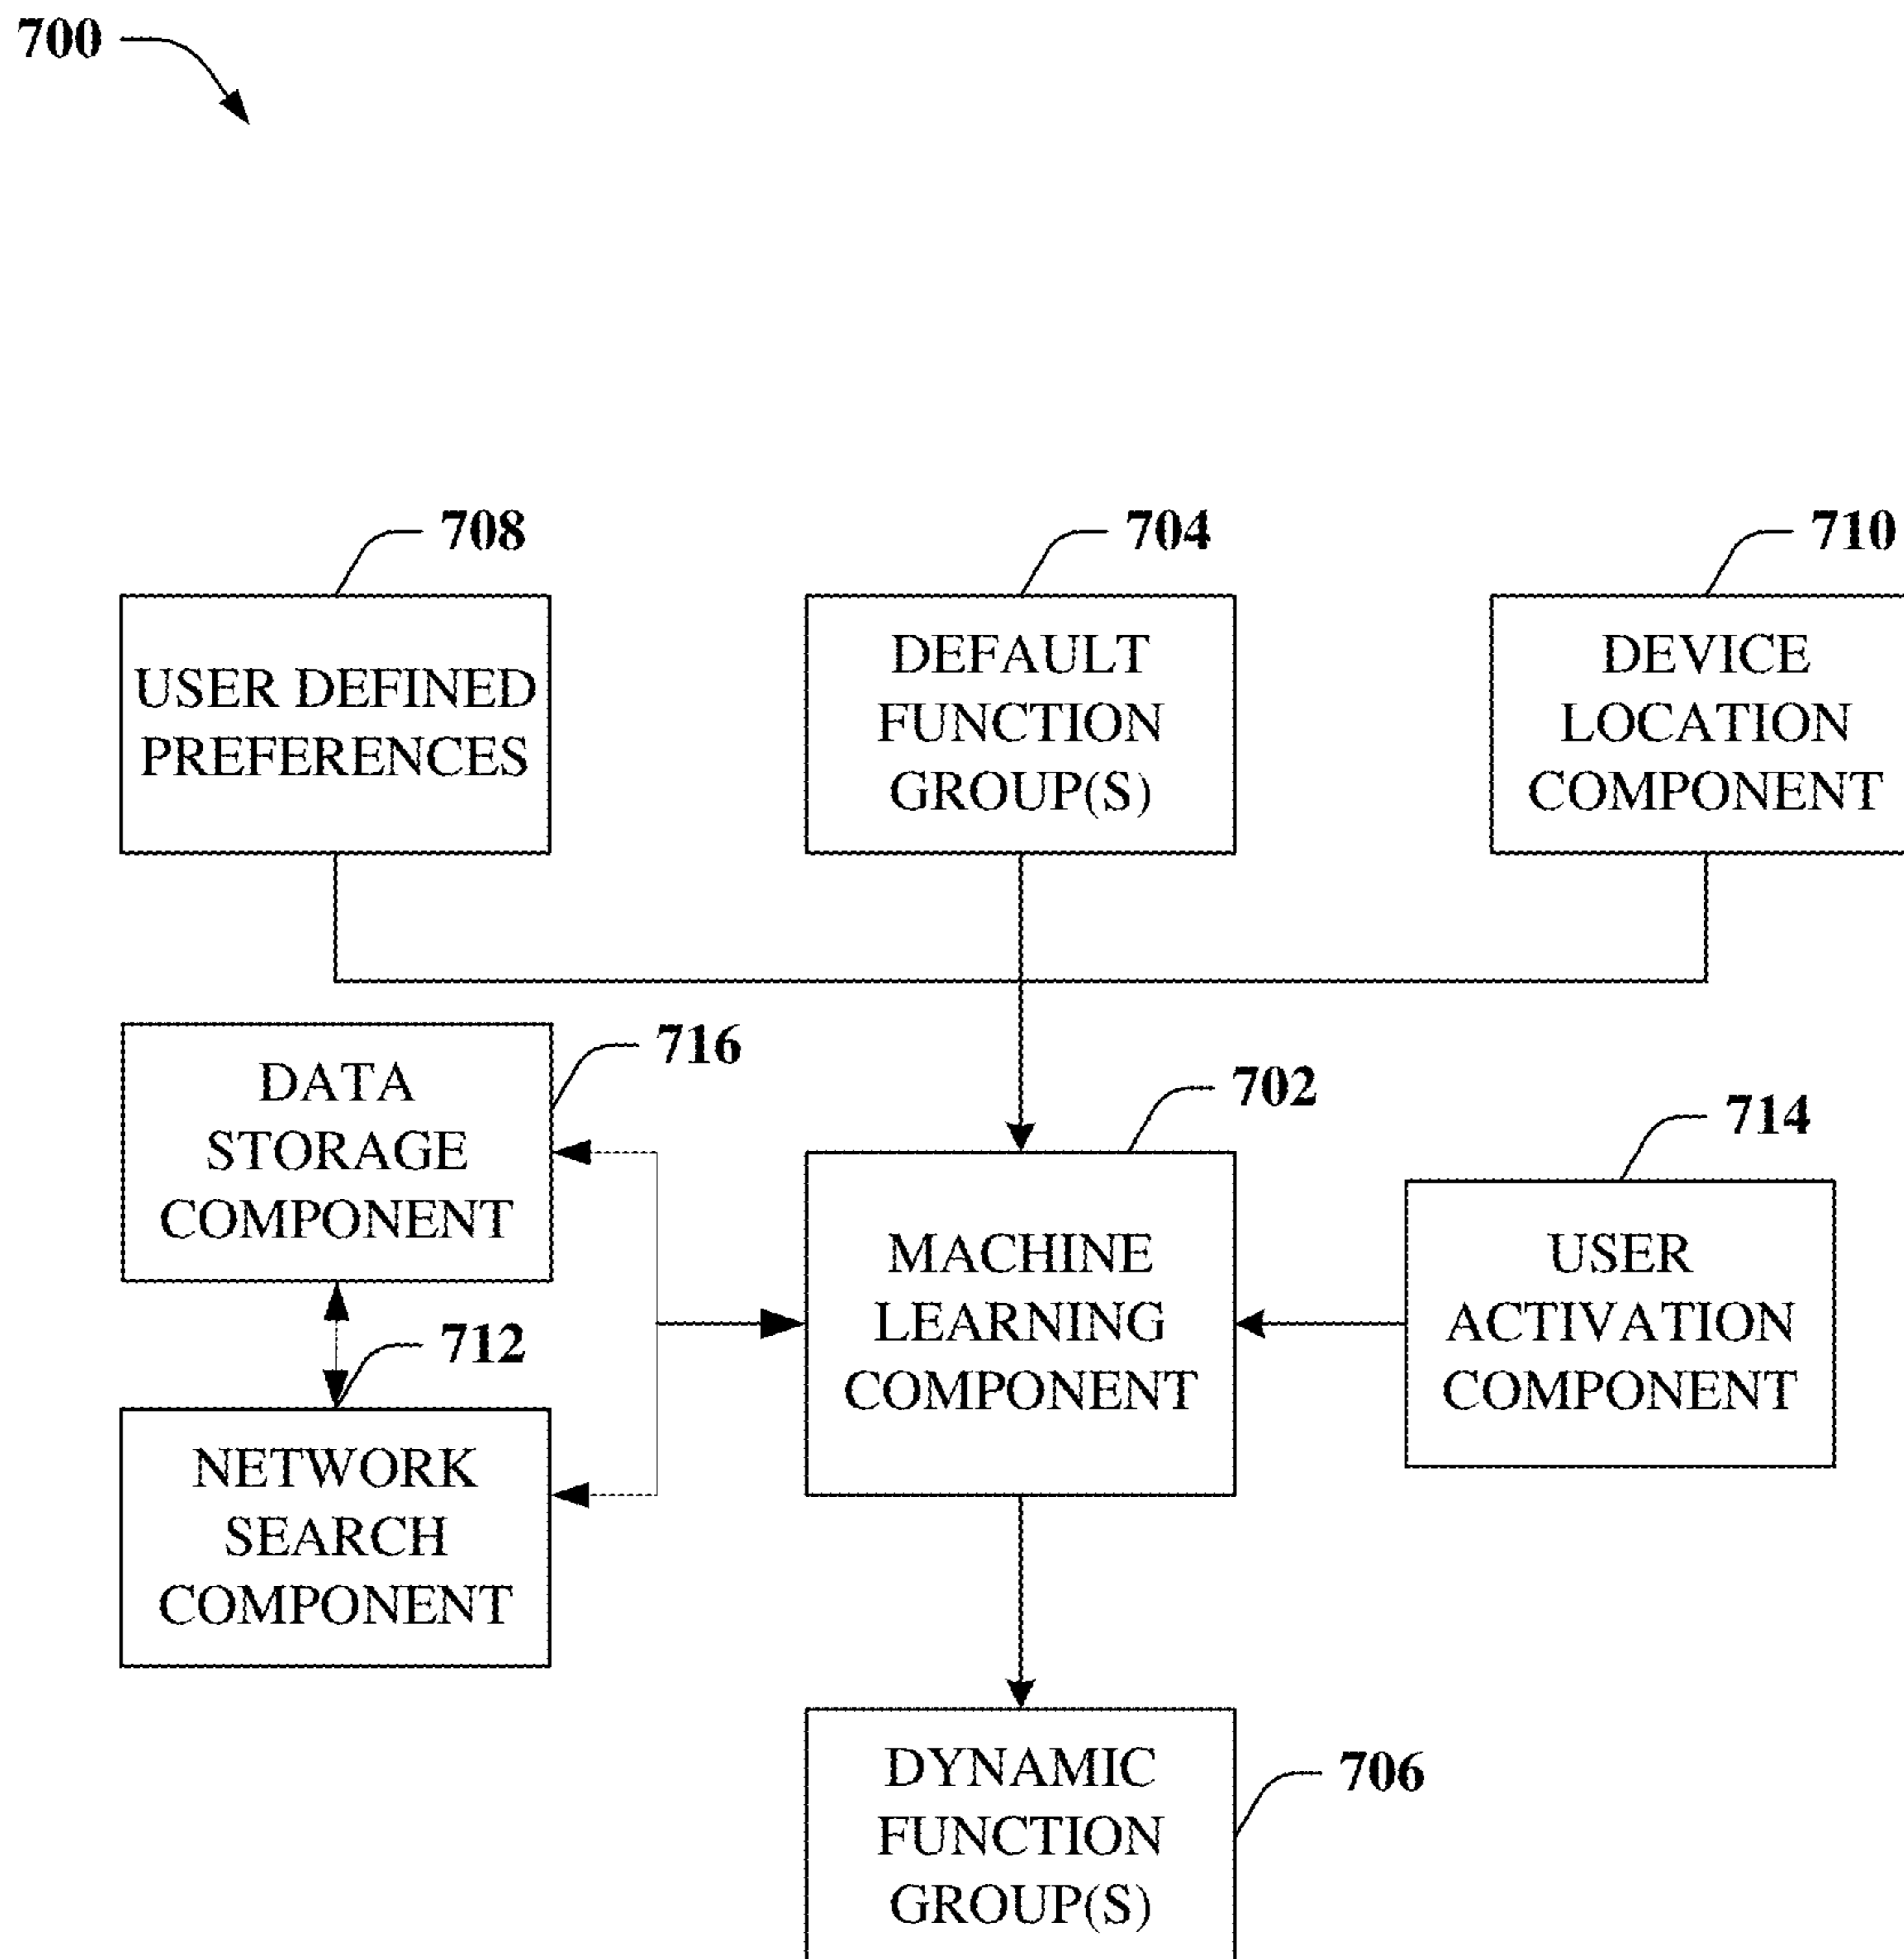 700
708
704
710
USER DEFINED
PREFERENCES
DEFAULT
FUNCTION
GROUP(S)
DEVICE
LOCATION
COMPONENT
716
DATA
STORAGE
COMPONENT
702
714
MACHINE
LEARNING
COMPONENT
USER
ACTIVATION
COMPONENT
712
NETWORK
SEARCH
COMPONENT
706
DYNAMIC
FUNCTION
GROUP(S)